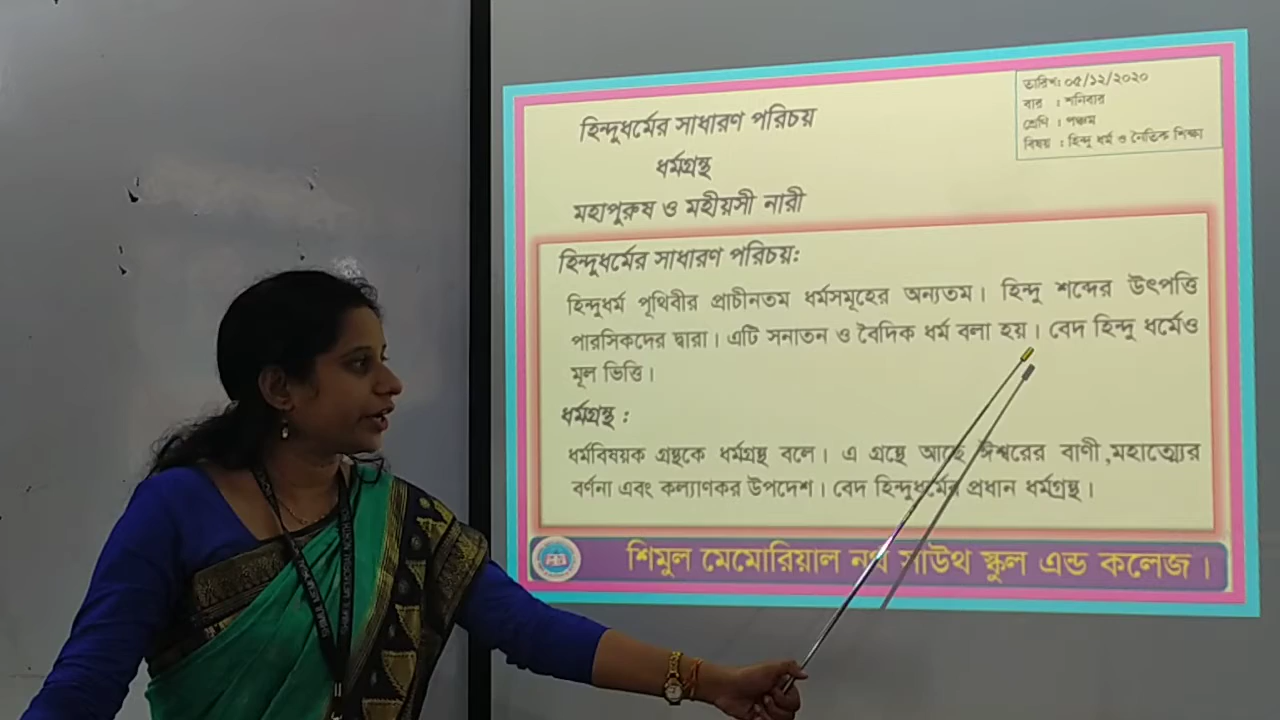 তারিখ: ০৫/১২/২০২০
বার : শনিবার
শ্রেণি : পঞ্চম
বিষয় : হিন্দু ধর্ম ও নৈতিক শিক্ষা
হিন্দুধর্মের সাধারণ পরিচয়
ধর্মগ্রন্থ
মহাপুরুষ ও মহীয়সী নারী
হিন্দুধর্মের সাধারণ পরিচয়:
হিন্দুধর্ম পৃথিবীর প্রাচীনতম ধর্মসমূহের অন্যতম। হিন্দু শব্দের উৎপত্তি
পারসিকদের দ্বারা। এটি সনাতন ও বৈদিক ধর্ম বলা হয়। বেদ হিন্দু ধর্মেও
মূল ভিত্তি।
ধর্মগ্রন্থ :
ধর্মবিষয়ক গ্রন্থকে ধর্মগ্রন্থ বলে। এ গ্রন্থে আছে ঈশ্বরের বাণী,মহাত্ম্যের
বর্ণনা এবং কল্যাণকর উপদেশ। বেদ হিন্দুধর্মের প্রধান ধর্মগ্রন্থ।
শিমুল মেমোরিয়াল নর্থ সাউথ স্কুল এন্ড কলেজ।